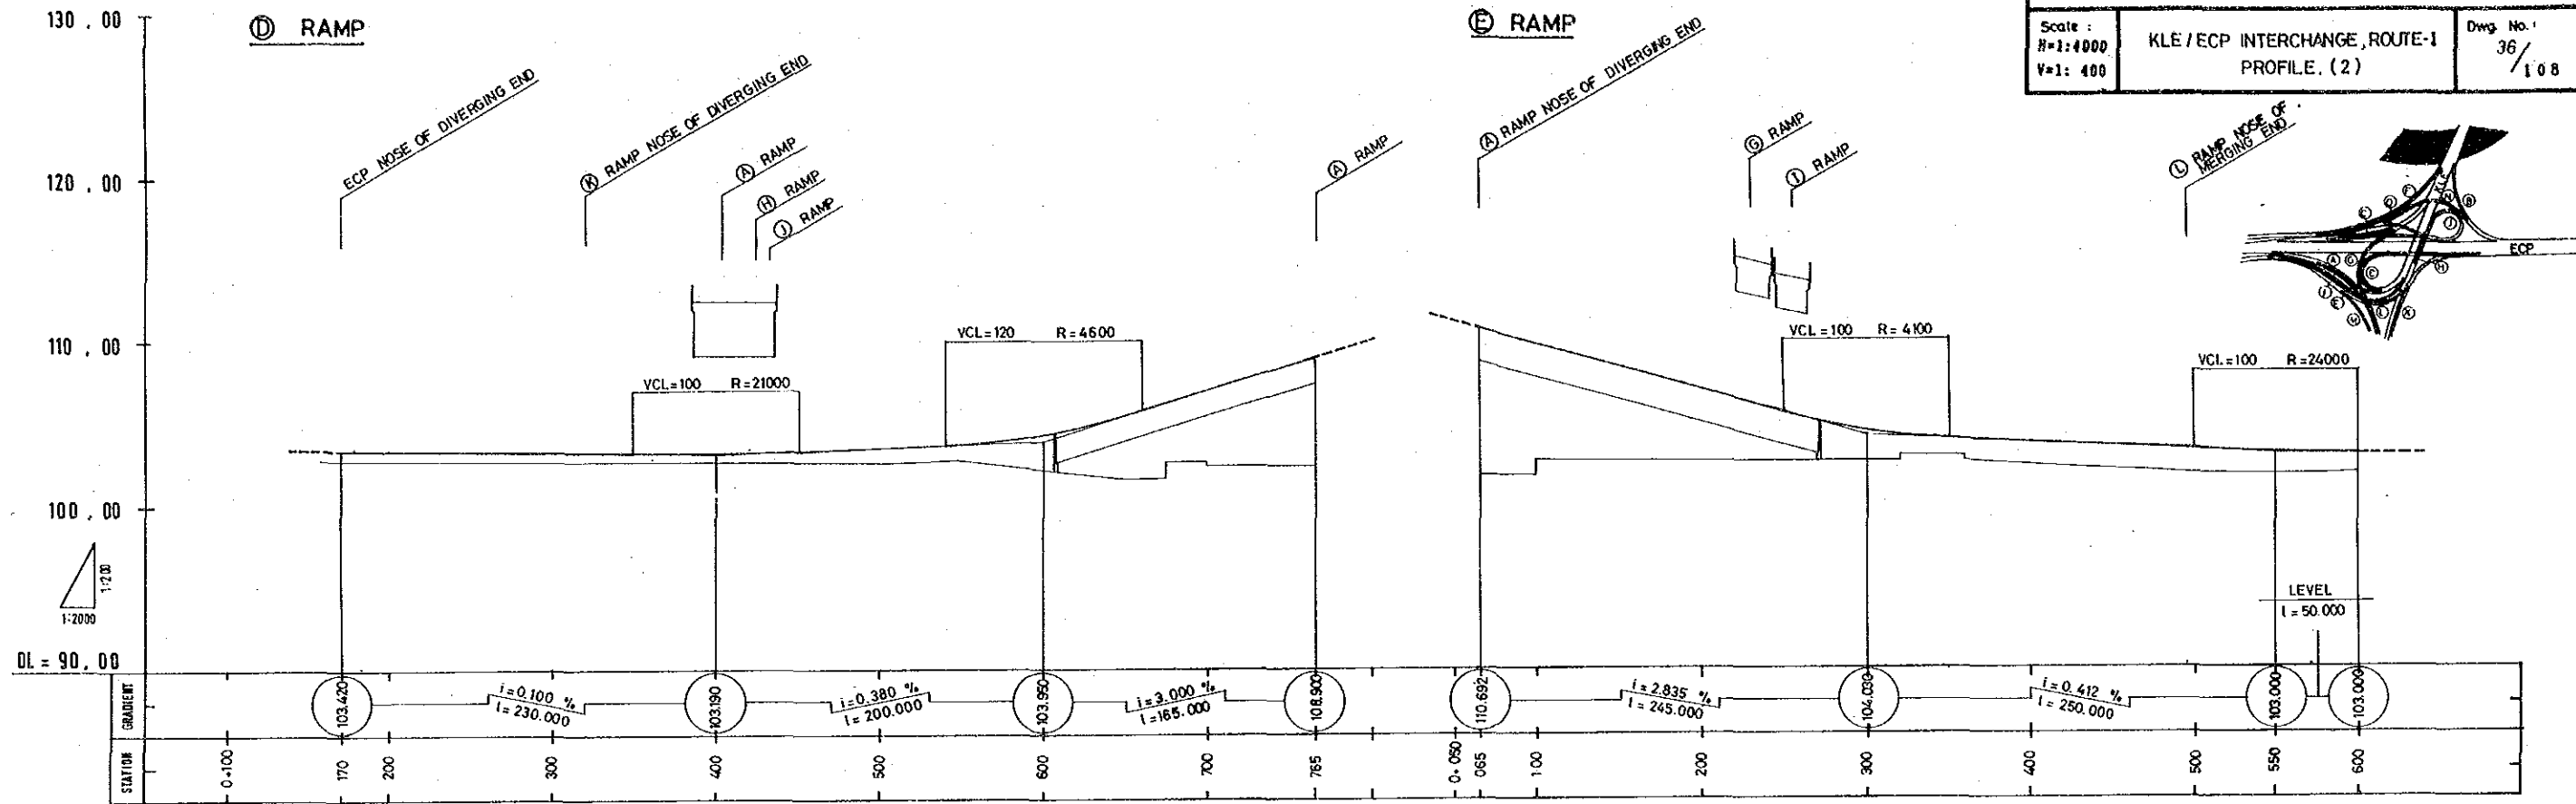 130.00
Ⓓ RAMP
Ⓔ RAMP
Scale :
H=1:4000
V=1: 400
KLE / ECP INTERCHANGE, ROUTE-1
PROFILE. (2)
Dwg. No.
36/108
ECP NOSE OF DIVERGING END
Ⓚ RAMP NOSE OF DIVERGING END
Ⓐ RAMP
Ⓗ RAMP
Ⓙ RAMP
Ⓐ RAMP
Ⓐ RAMP NOSE OF DIVERGING END
Ⓖ RAMP
Ⓘ RAMP
Ⓛ RAMP NOSE OF
MERGING END
KLE
ECP
120.00
110.00
VCL=100 R=21000
VCL=120 R=4600
VCL=100 R=4100
VCL=100 R=24000
100.00
1:200
1:2000
LEVEL
l=50.000
DL=90.00
GRADIENT
103.420
i=0.100 %
l=230.000
103.190
i=0.380 %
l=200.000
103.950
i=3.000 %
l=165.000
108.900
110.692
i=2.835 %
l=245.000
104.030
i=0.412 %
l=250.000
103.000
103.000
STATION
0+100
170
200
300
400
500
600
700
765
0+050
065
100
200
300
400
500
550
600